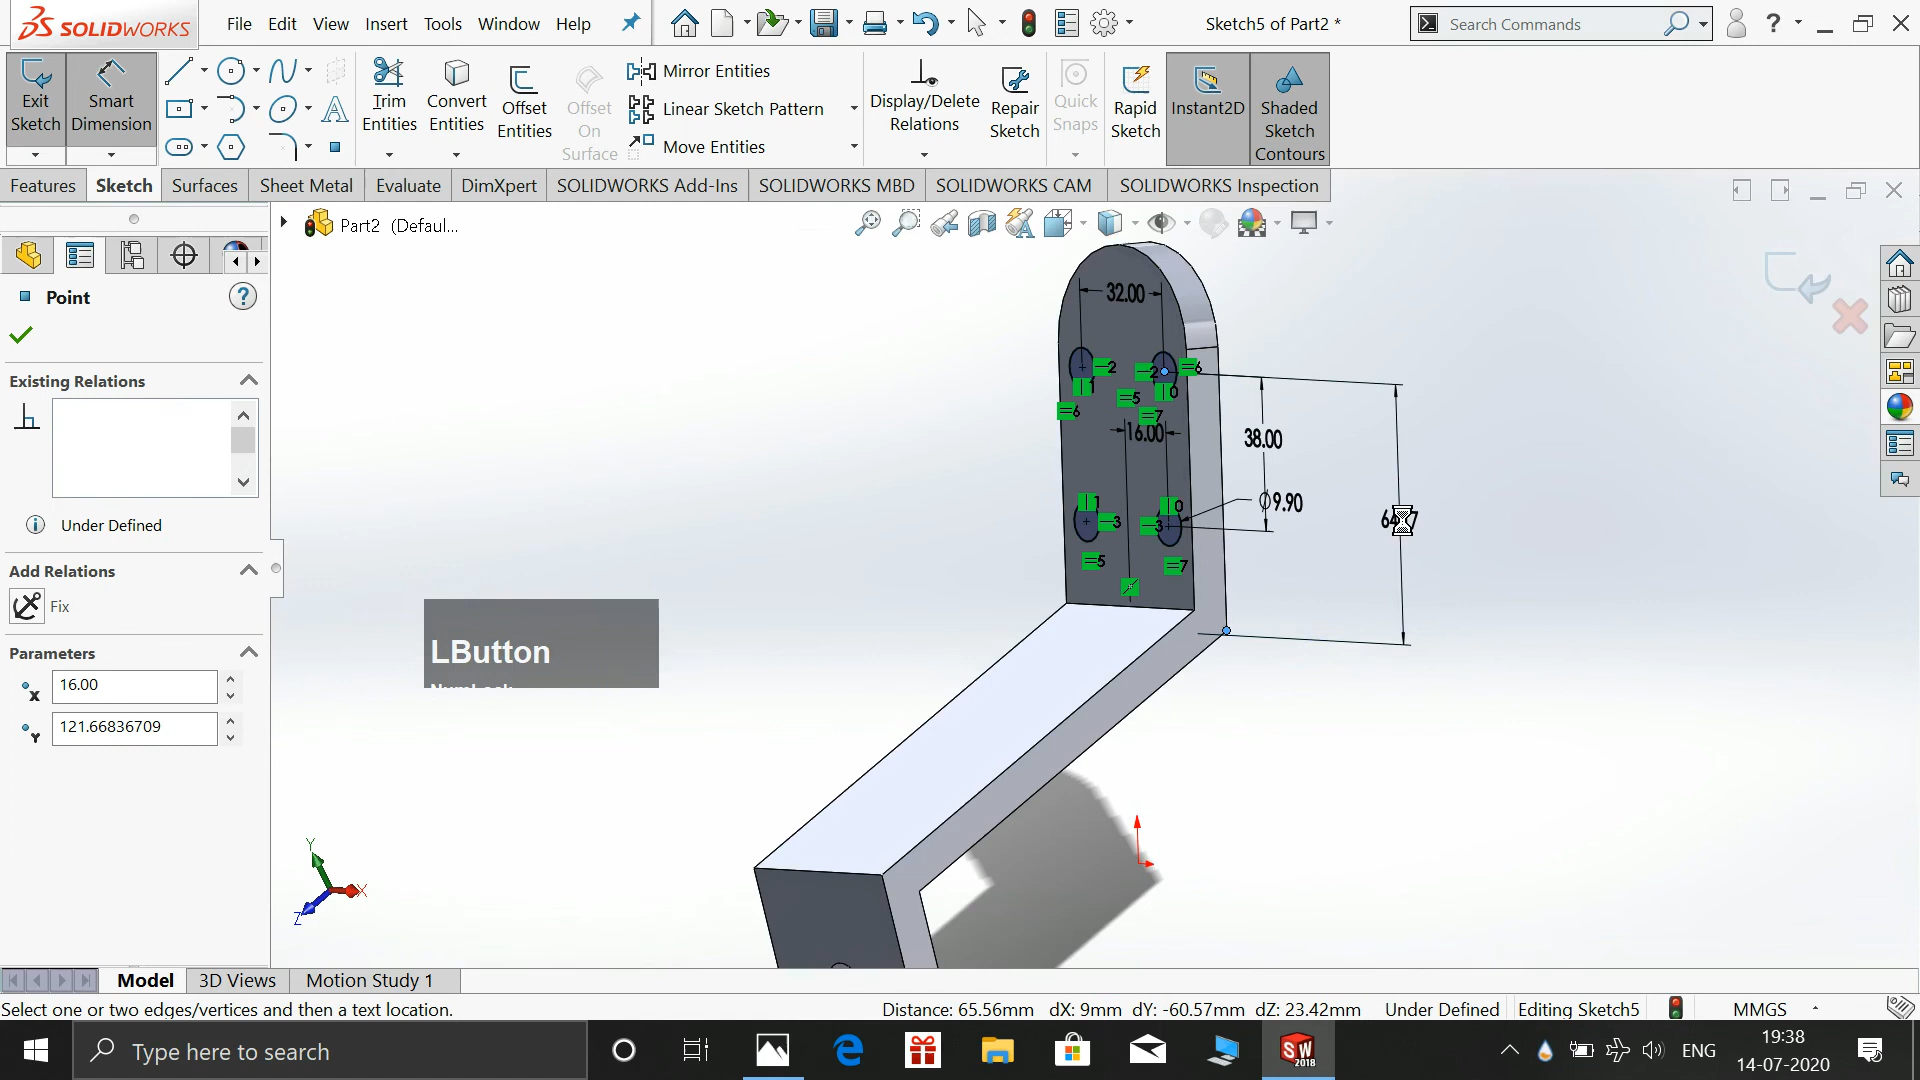 SOLIDWORKS File Edit View Insert Tools Window Help Sketch5 of Part2 * Search Commands
Exit Sketch Smart Dimension Trim Entities Convert Entities Offset Entities Offset On Surface Mirror Entities Linear Sketch Pattern Move Entities Display/Delete Relations Repair Sketch Quick Snaps Rapid Sketch Instant2D Shaded Sketch Contours
Features Sketch Surfaces Sheet Metal Evaluate DimXpert SOLIDWORKS Add-Ins SOLIDWORKS MBD SOLIDWORKS CAM SOLIDWORKS Inspection
Part2 (Defaul...
Point
Existing Relations
Under Defined
Add Relations
Fix
Parameters
X 16.00
Y 121.66836709
32.00
16.00
38.00
⌀9.90
LButton
NumLock
Y X Z
Model 3D Views Motion Study 1
Select one or two edges/vertices and then a text location. Distance: 65.56mm dX: 9mm dY: -60.57mm dZ: 23.42mm Under Defined Editing Sketch5 MMGS
Type here to search SW 2018 ENG 19:38
14-07-2020